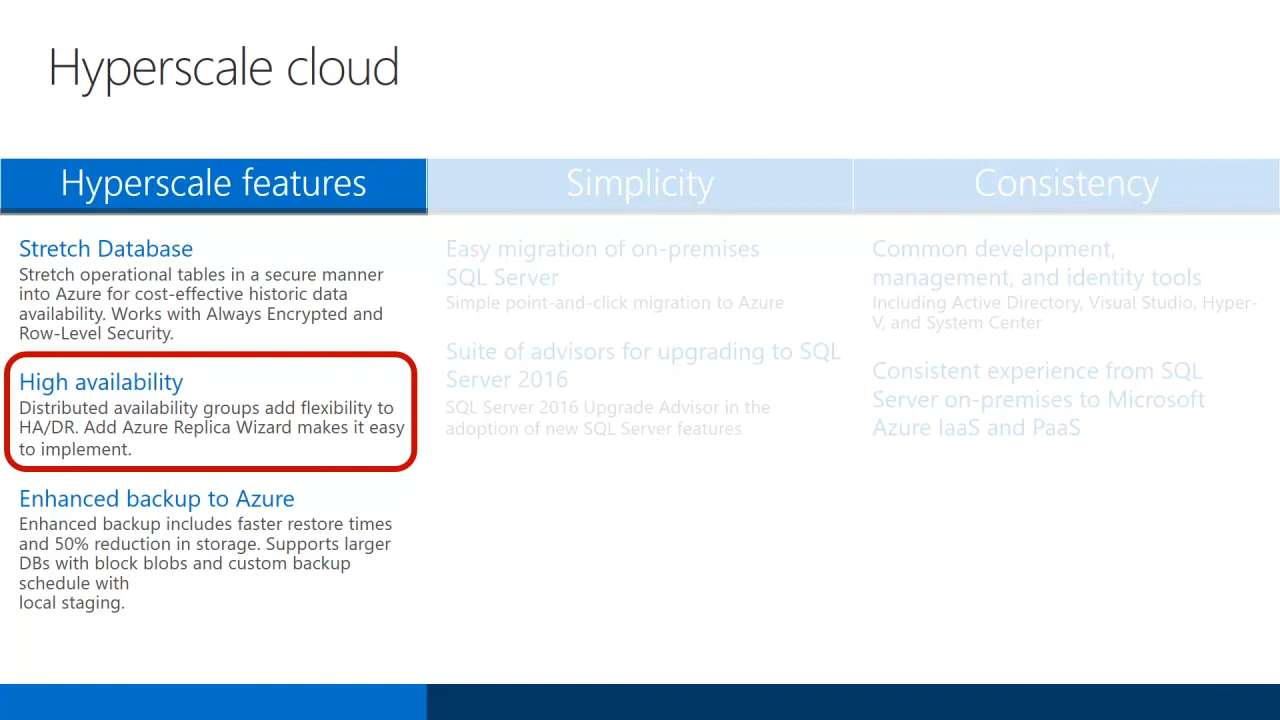 Hyperscale cloud
Hyperscale features
Stretch Database
Stretch operational tables in a secure manner
into Azure for cost-effective historic data
availability. Works with Always Encrypted and
Row-Level Security.
High availability
Distributed availability groups add flexibility to
HA/DR. Add Azure Replica Wizard makes it easy
to implement.
Enhanced backup to Azure
Enhanced backup includes faster restore times
and 50% reduction in storage. Supports larger
DBs with block blobs and custom backup
schedule with
local staging.
Simplicity
Easy migration of on-premises
SQL Server
Simple point-and-click migration to Azure
Suite of advisors for upgrading to SQL
Server 2016
SQL Server 2016 Upgrade Advisor in the
adoption of new SQL Server features
Consistency
Common development,
management, and identity tools
Including Active Directory, Visual Studio, Hyper-
V, and System Center
Consistent experience from SQL
Server on-premises to Microsoft
Azure IaaS and PaaS